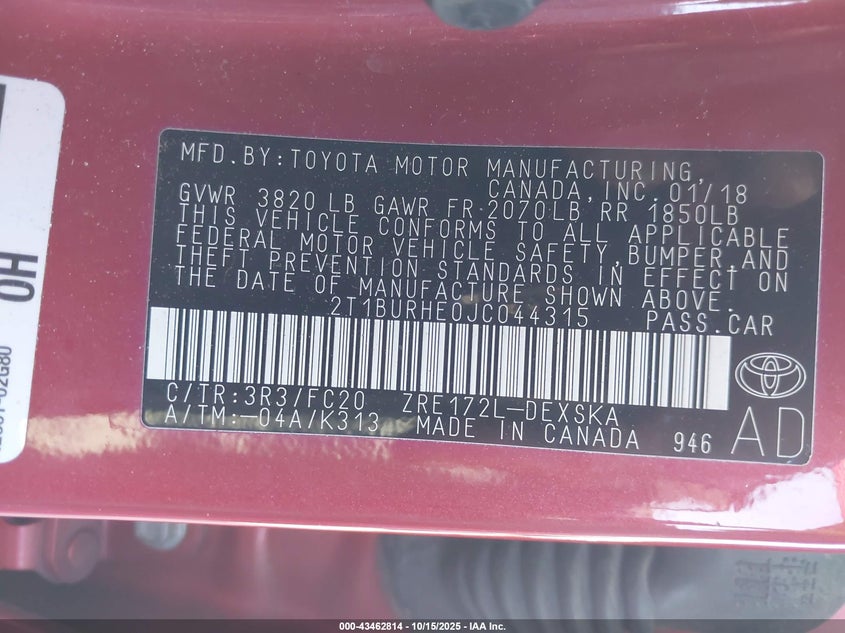 MFD.BY:TOYOTA MOTOR MANUFACTURING,
CANADA, INC. 01/18
GVWR 3820 LB GAWR FR 2070LB RR 1850LB
THIS VEHICLE CONFORMS TO ALL APPLICABLE
FEDERAL MOTOR VEHICLE SAFETY, BUMPER, AND
THEFT PREVENTION STANDARDS IN EFFECT ON
THE DATE OF MANUFACTURE SHOWN ABOVE.
2T1BURHE0JC044315 PASS.CAR
C/TR:3R3/FC20 ZRE172L-DEXSKA
A/TM:-04A/K313 MADE IN CANADA 946 AD
OH
000-43462814 - 10/15/2025 - IAA Inc.